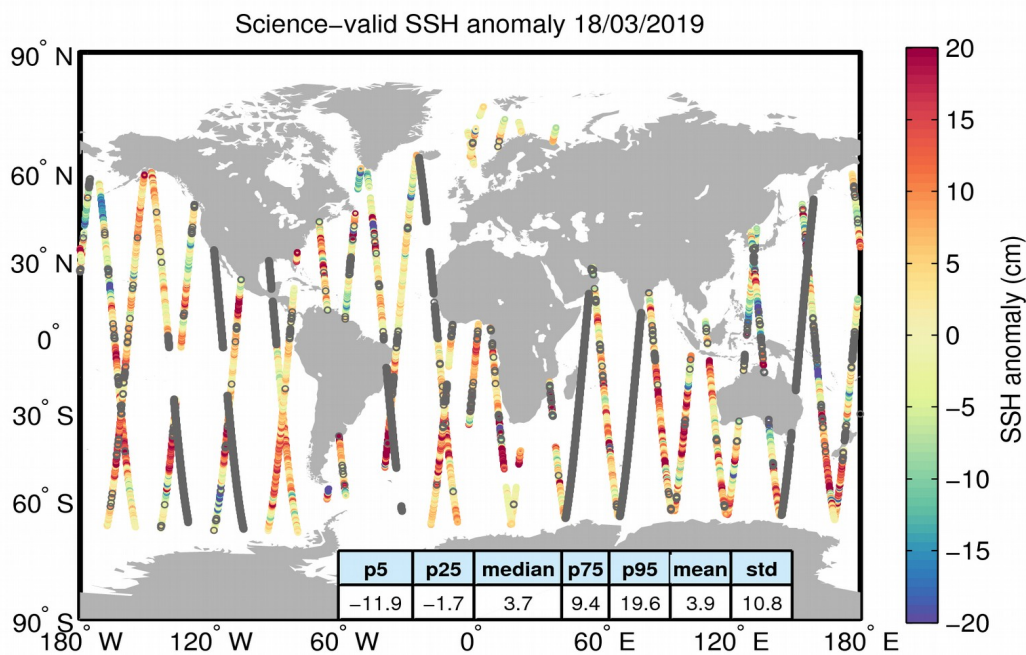 Science−valid SSH anomaly 18/03/2019
90° N
60° N
30° N
0°
30° S
60° S
90° S
180° W
120° W
60° W
0°
60° E
120° E
180° E
p5 p25 median p75 p95 mean std
−11.9 −1.7 3.7 9.4 19.6 3.9 10.8
20
15
10
5
0
−5
−10
−15
−20
SSH anomaly (cm)